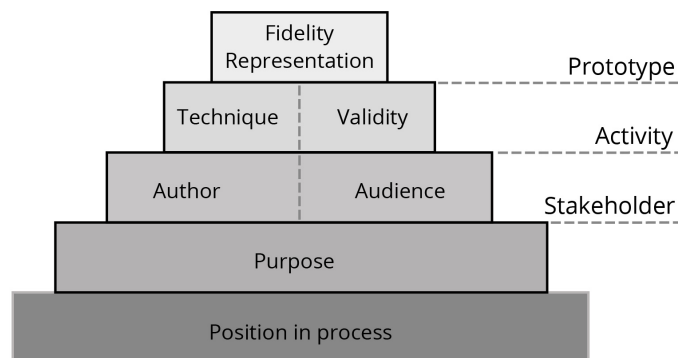 Fidelity
Representation
Prototype
Technique
Validity
Activity
Author
Audience
Stakeholder
Purpose
Position in process